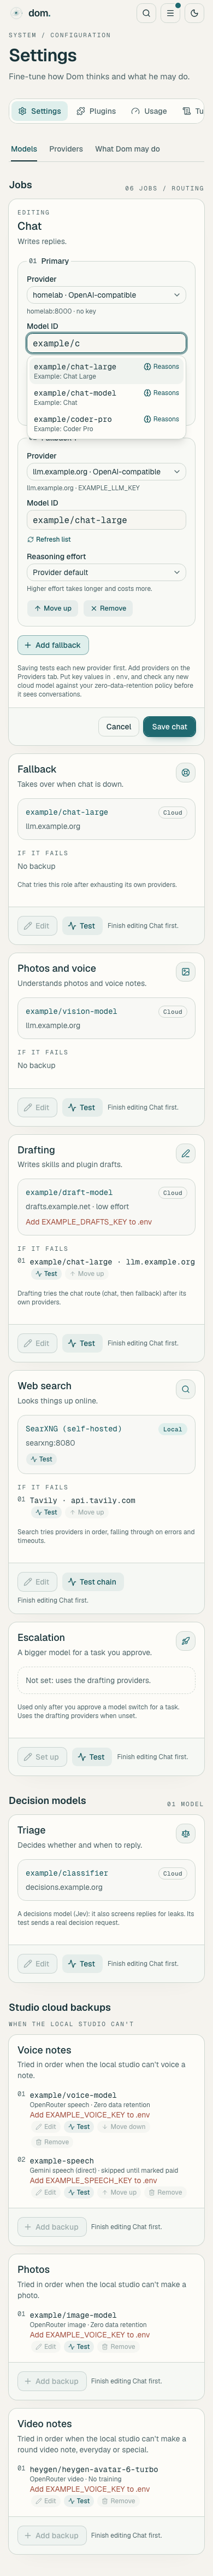 dom.
SYSTEM / CONFIGURATION
Settings
Fine-tune how Dom thinks and what he may do.
Settings
Plugins
Usage
Tu
Models
Providers
What Dom may do
Jobs
06 JOBS / ROUTING
EDITING
Chat
Writes replies.
01 Primary
Provider
homelab · OpenAI-compatible
homelab:8000 · no key
Model ID
example/c
example/chat-large
Reasons
Example: Chat Large
example/chat-model
Reasons
Example: Chat
example/coder-pro
Reasons
Example: Coder Pro
Provider
llm.example.org · OpenAI-compatible
llm.example.org · EXAMPLE_LLM_KEY
Model ID
example/chat-large
Refresh list
Reasoning effort
Provider default
Higher effort takes longer and costs more.
Move up
Remove
Add fallback
Saving tests each new provider first. Add providers on the
Providers tab. Put key values in .env, and check any new
cloud model against your zero-data-retention policy before
it sees conversations.
Cancel
Save chat
Fallback
Takes over when chat is down.
example/chat-large
Cloud
llm.example.org
IF IT FAILS
No backup
Chat tries this role after exhausting its own providers.
Edit
Test
Finish editing Chat first.
Photos and voice
Understands photos and voice notes.
example/vision-model
Cloud
llm.example.org
IF IT FAILS
No backup
Edit
Test
Finish editing Chat first.
Drafting
Writes skills and plugin drafts.
example/draft-model
Cloud
drafts.example.net · low effort
Add EXAMPLE_DRAFTS_KEY to .env
IF IT FAILS
01 example/chat-large · llm.example.org
Test
Move up
Drafting tries the chat route (chat, then fallback) after its
own providers.
Edit
Test
Finish editing Chat first.
Web search
Looks things up online.
SearXNG (self-hosted)
Local
searxng:8080
Test
IF IT FAILS
01 Tavily · api.tavily.com
Test
Move up
Search tries providers in order, falling through on errors and
timeouts.
Edit
Test chain
Finish editing Chat first.
Escalation
A bigger model for a task you approve.
Not set: uses the drafting providers.
Used only after you approve a model switch for a task.
Uses the drafting providers when unset.
Set up
Test
Finish editing Chat first.
Decision models
01 MODEL
Triage
Decides whether and when to reply.
example/classifier
Cloud
decisions.example.org
A decisions model (Jev): it also screens replies for leaks. Its
test sends a real decision request.
Edit
Test
Finish editing Chat first.
Studio cloud backups
WHEN THE LOCAL STUDIO CAN'T
Voice notes
Tried in order when the local studio can't voice a
note.
01 example/voice-model
OpenRouter speech · Zero data retention
Add EXAMPLE_VOICE_KEY to .env
Edit
Test
Move down
Remove
02 example-speech
Gemini speech (direct) · skipped until marked paid
Add EXAMPLE_SPEECH_KEY to .env
Edit
Test
Move up
Remove
Add backup
Finish editing Chat first.
Photos
Tried in order when the local studio can't make a
photo.
01 example/image-model
OpenRouter image · Zero data retention
Add EXAMPLE_VOICE_KEY to .env
Edit
Test
Remove
Add backup
Finish editing Chat first.
Video notes
Tried in order when the local studio can't make a
round video note, everyday or special.
01 heygen/heygen-avatar-6-turbo
OpenRouter video · No training
Add EXAMPLE_VOICE_KEY to .env
Edit
Test
Remove
Add backup
Finish editing Chat first.